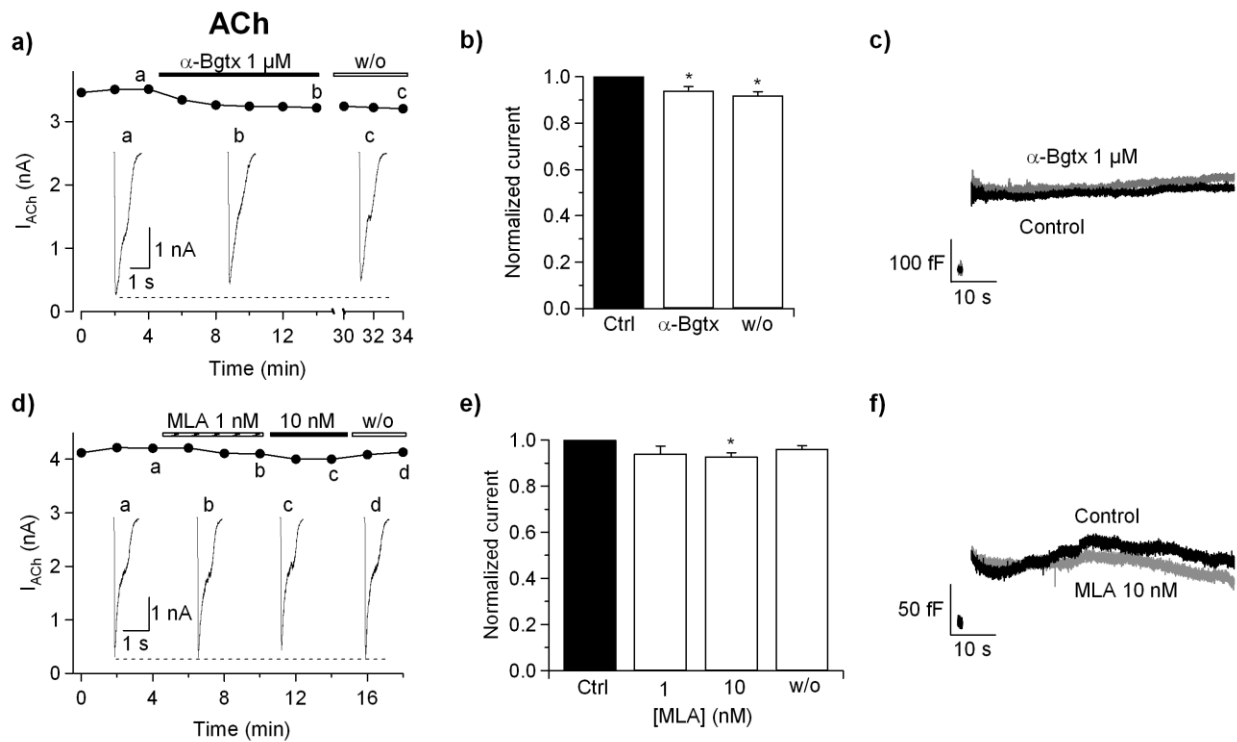 ACh
a)
α-Bgtx 1 µM
w/o
a
b
c
a
b
c
1 nA
1 s
I_ACh (nA)
3
2
1
0
0
4
8
12
30
32
34
Time (min)
b)
*
*
Normalized current
1.0
0.8
0.6
0.4
0.2
0.0
Ctrl
α-Bgtx
w/o
c)
α-Bgtx 1 µM
Control
100 fF
10 s
d)
MLA 1 nM
10 nM
w/o
a
b
c
d
a
b
c
d
1 nA
1 s
I_ACh (nA)
4
3
2
1
0
0
4
8
12
16
Time (min)
e)
*
Normalized current
1.0
0.8
0.6
0.4
0.2
0.0
Ctrl
1
10
w/o
[MLA] (nM)
f)
Control
MLA 10 nM
50 fF
10 s